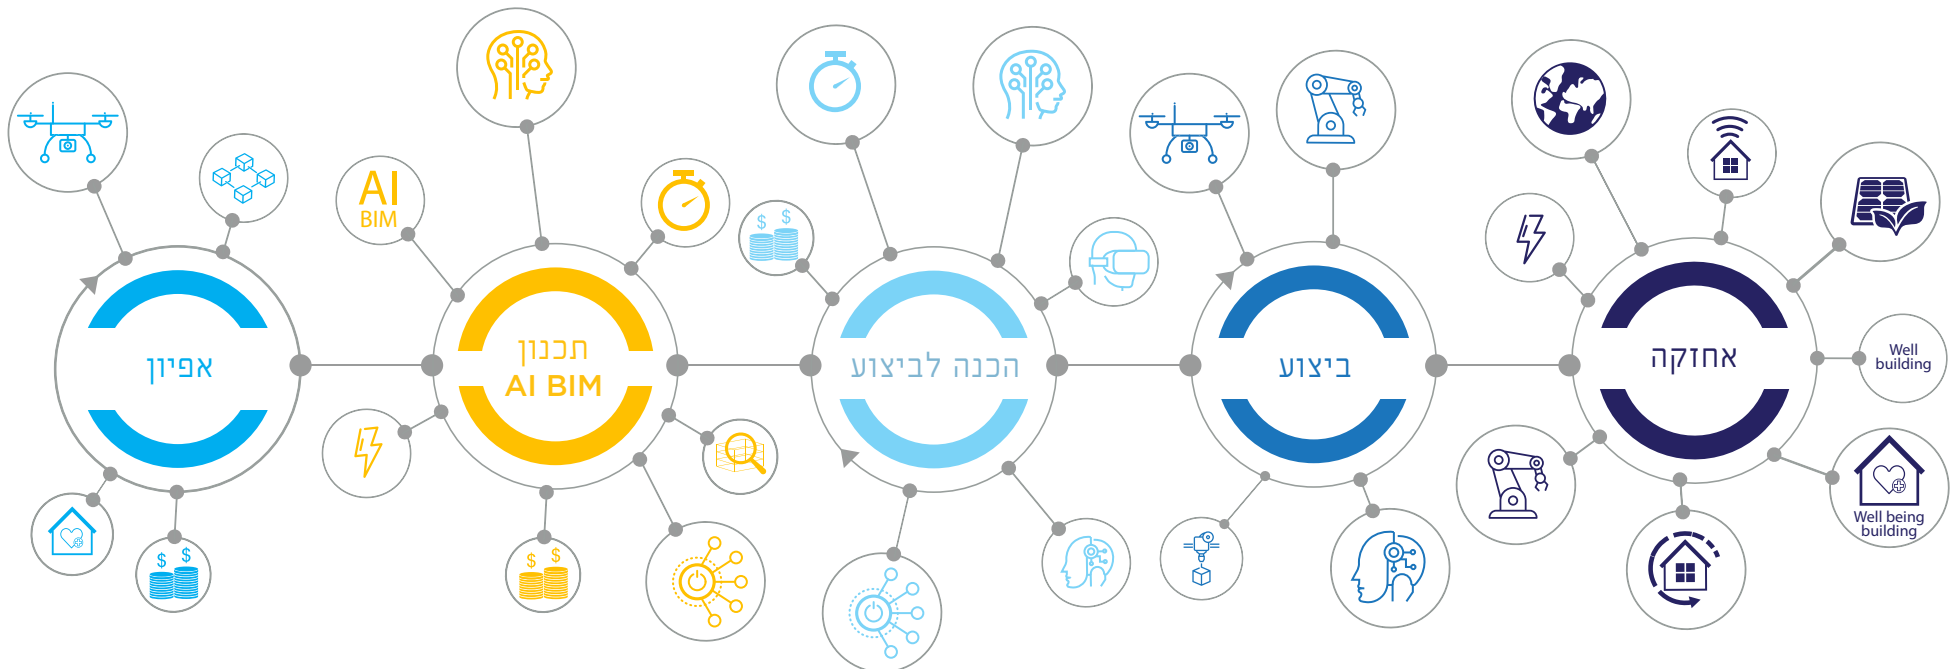 אפיון
$ $
AI
BIM
תכנון
AI BIM
$ $
$ $
הכנה לביצוע
ביצוע
אחזקה
Well
building
Well being
building